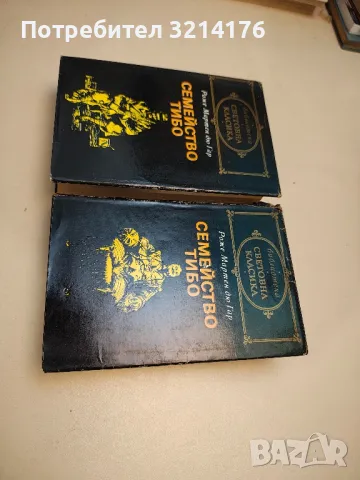 Потребител #3214176
Библиотека
СВЕТОВНА
КЛАСИКА
Роже Мартен дю Гар
СЕМЕЙСТВО
ТИБО
Библиотека
СВЕТОВНА
КЛАСИКА
Роже Мартен дю Гар
СЕМЕЙСТВО
ТИБО
BAZAR